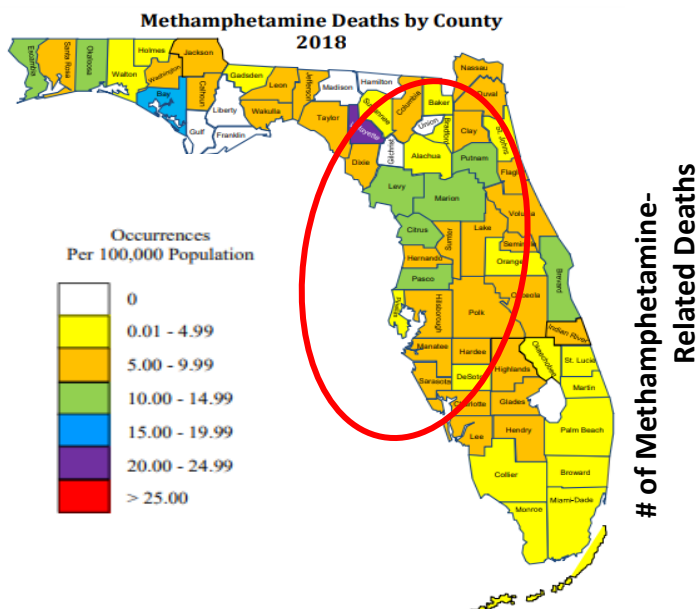 Methamphetamine Deaths by County
2018
Escambia
Santa Rosa
Okaloosa
Walton
Holmes
Washington
Bay
Jackson
Calhoun
Gulf
Liberty
Gadsden
Franklin
Leon
Wakulla
Jefferson
Madison
Taylor
Hamilton
Suwannee
Lafayette
Dixie
Columbia
Gilchrist
Baker
Union
Bradford
Alachua
Nassau
Duval
Clay
St. Johns
Putnam
Flagler
Levy
Marion
Volusia
Citrus
Sumter
Lake
Seminole
Hernando
Orange
Pasco
Brevard
Pinellas
Hillsborough
Polk
Osceola
Indian River
Manatee
Hardee
Highlands
Okeechobee
St. Lucie
Sarasota
DeSoto
Martin
Charlotte
Glades
Lee
Hendry
Palm Beach
Collier
Broward
Monroe
Miami-Dade
Occurrences
Per 100,000 Population
0
0.01 - 4.99
5.00 - 9.99
10.00 - 14.99
15.00 - 19.99
20.00 - 24.99
> 25.00
# of Methamphetamine-
Related Deaths